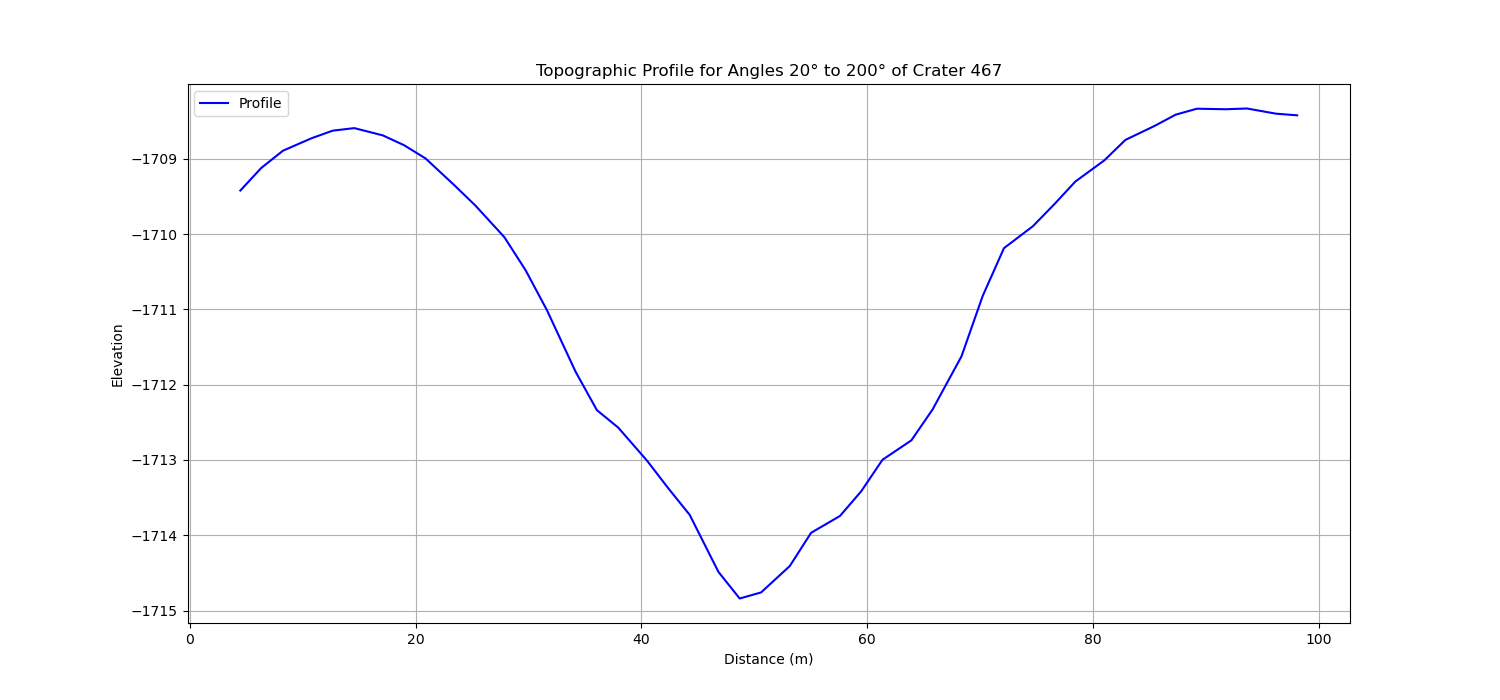 Topographic Profile for Angles 20° to 200° of Crater 467
Profile
−1709
−1710
−1711
−1712
−1713
−1714
−1715
Elevation
0 20 40 60 80 100
Distance (m)